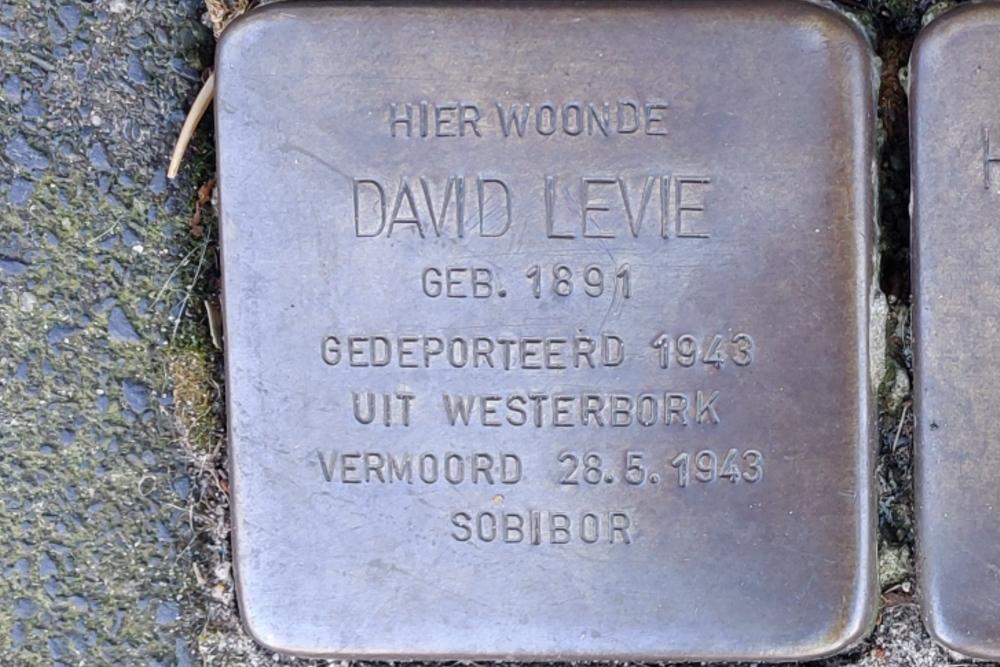 HIER WOONDE
DAVID LEVIE
GEB. 1891
GEDEPORTEERD 1943
UIT WESTERBORK
VERMOORD 28.5.1943
SOBIBOR